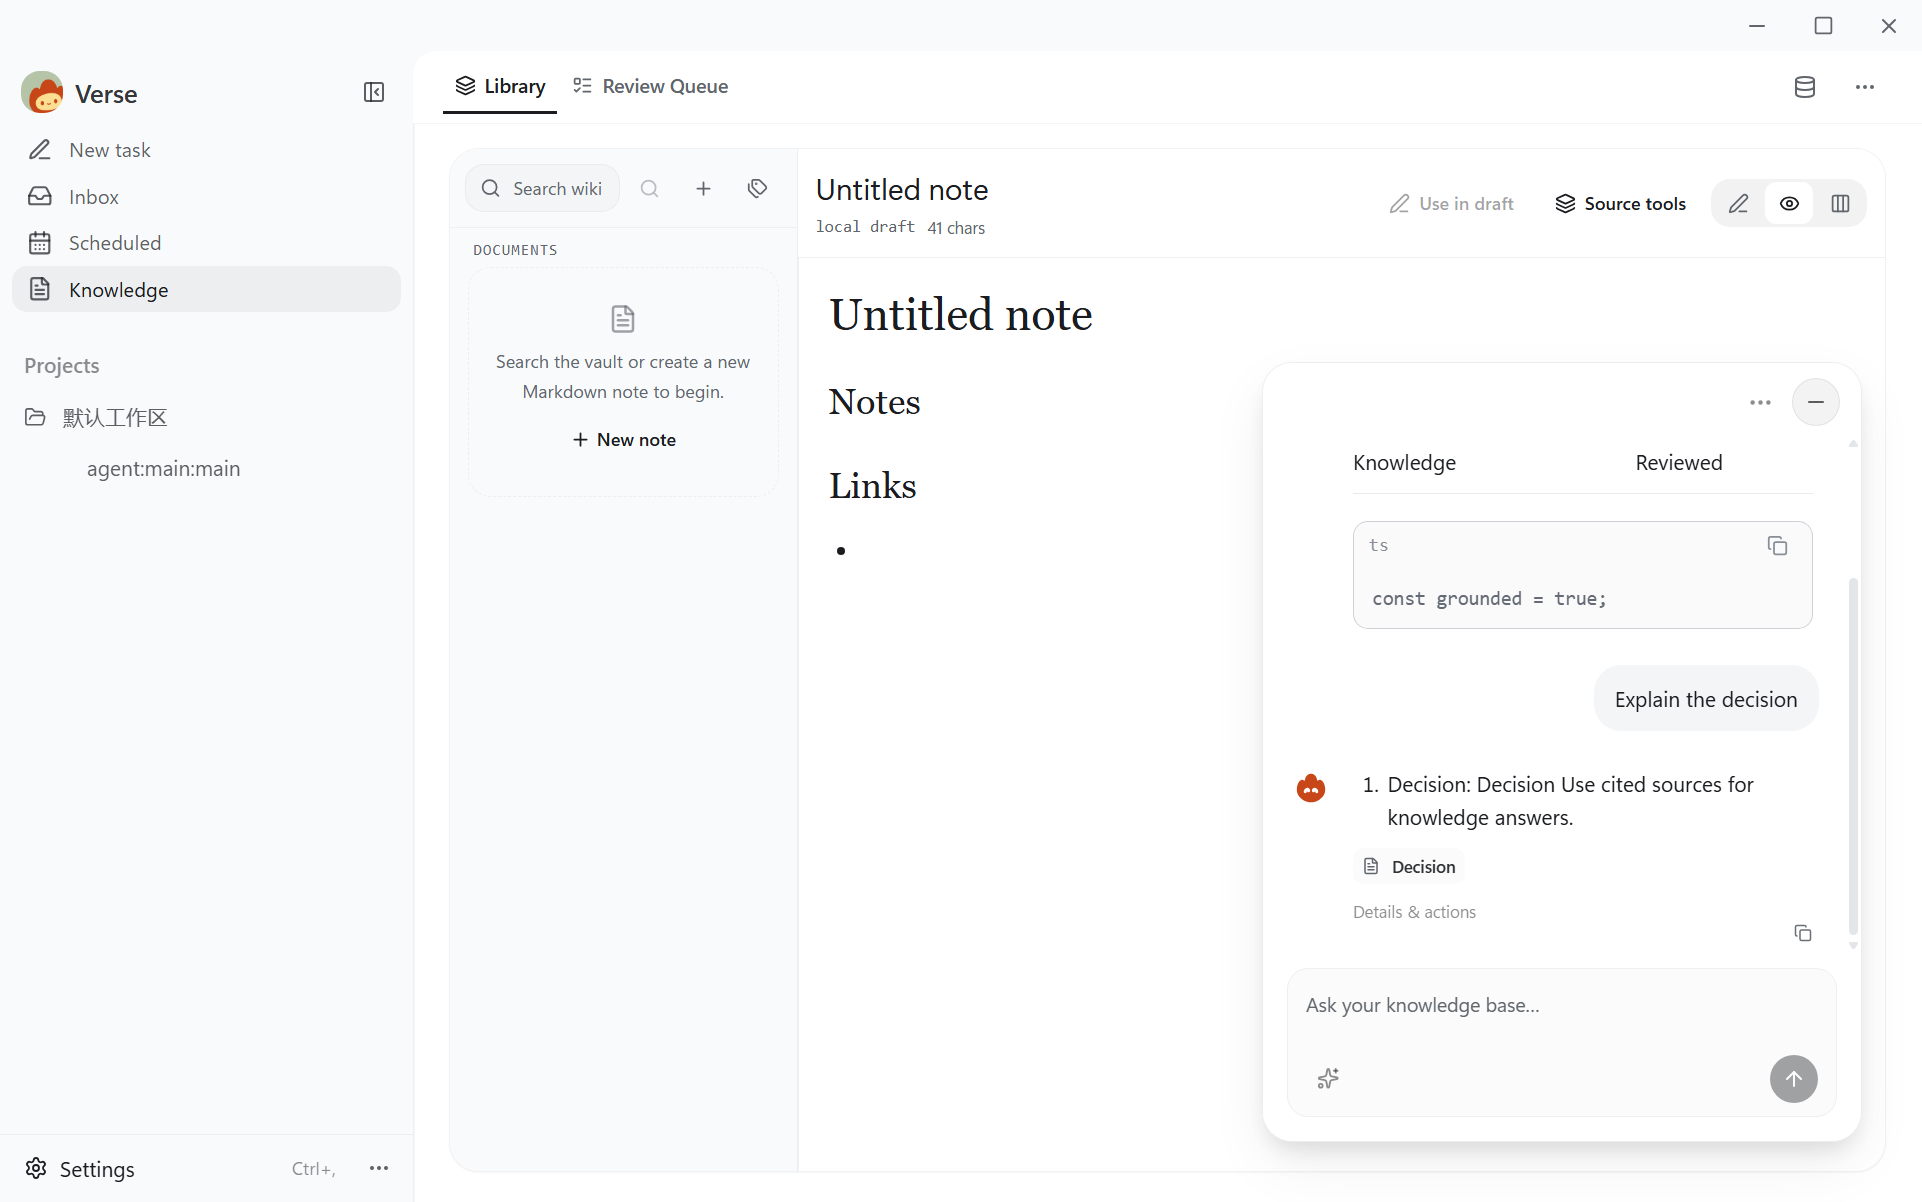 Verse
New task
Inbox
Scheduled
Knowledge
Projects
默认工作区
agent:main:main
Settings
Ctrl+,
Library
Review Queue
Search wiki
DOCUMENTS
Search the vault or create a new
Markdown note to begin.
New note
Untitled note
local draft 41 chars
Use in draft
Source tools
Untitled note
Notes
Links
Knowledge Reviewed
ts
const grounded = true;
Explain the decision
1. Decision: Decision Use cited sources for
knowledge answers.
Decision
Details & actions
Ask your knowledge base...